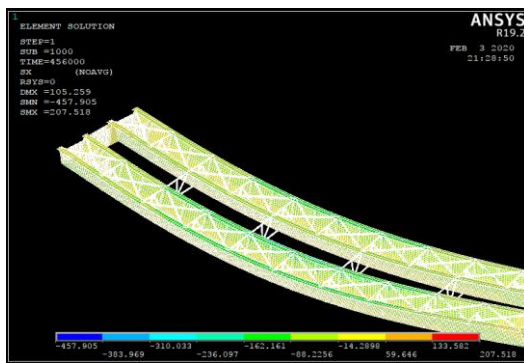 1
ELEMENT SOLUTION
STEP=1
SUB =1000
TIME=456000
SX (NOAVG)
RSYS=0
DMX =105.259
SMN =-457.905
SMX =207.518
ANSYS
R19.2
FEB 3 2020
21:28:50
-457.905 -310.033 -162.161 -14.2898 133.582
-383.969 -236.097 -88.2256 59.646 207.518